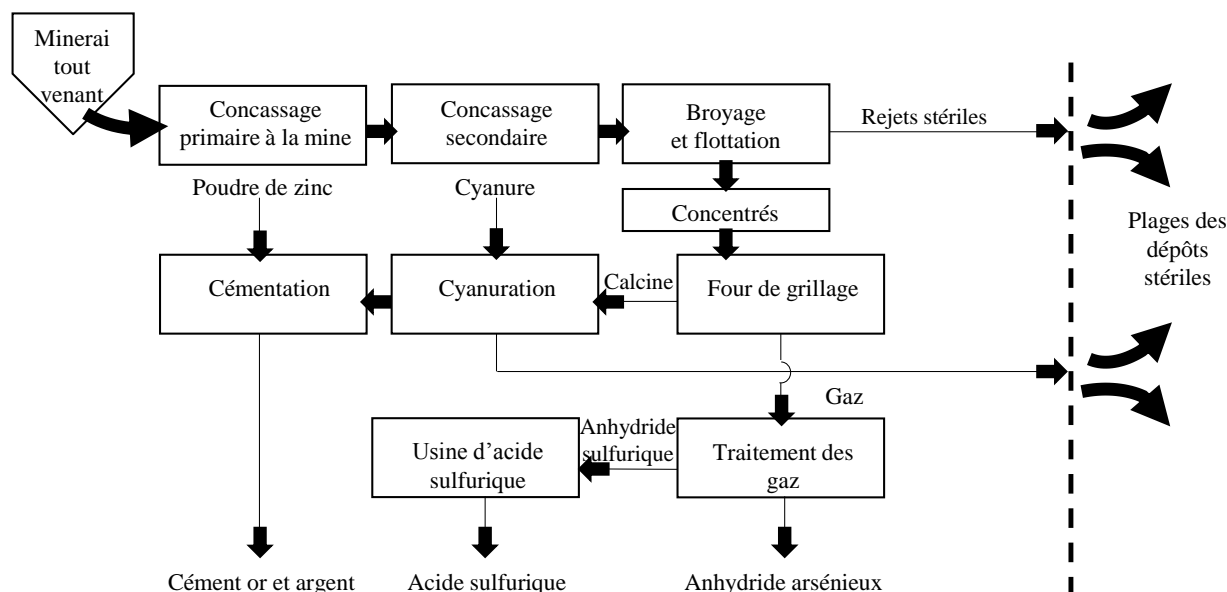 Minerai
tout
venant
Concassage
primaire à la mine
Concassage
secondaire
Broyage
et flottation
Rejets stériles
Poudre de zinc
Cyanure
Concentrés
Plages des
dépôts
stériles
Cémentation
Cyanuration
Calcine
Four de grillage
Gaz
Usine d’acide
sulfurique
Anhydride
sulfurique
Traitement des
gaz
Cément or et argent
Acide sulfurique
Anhydride arsénieux